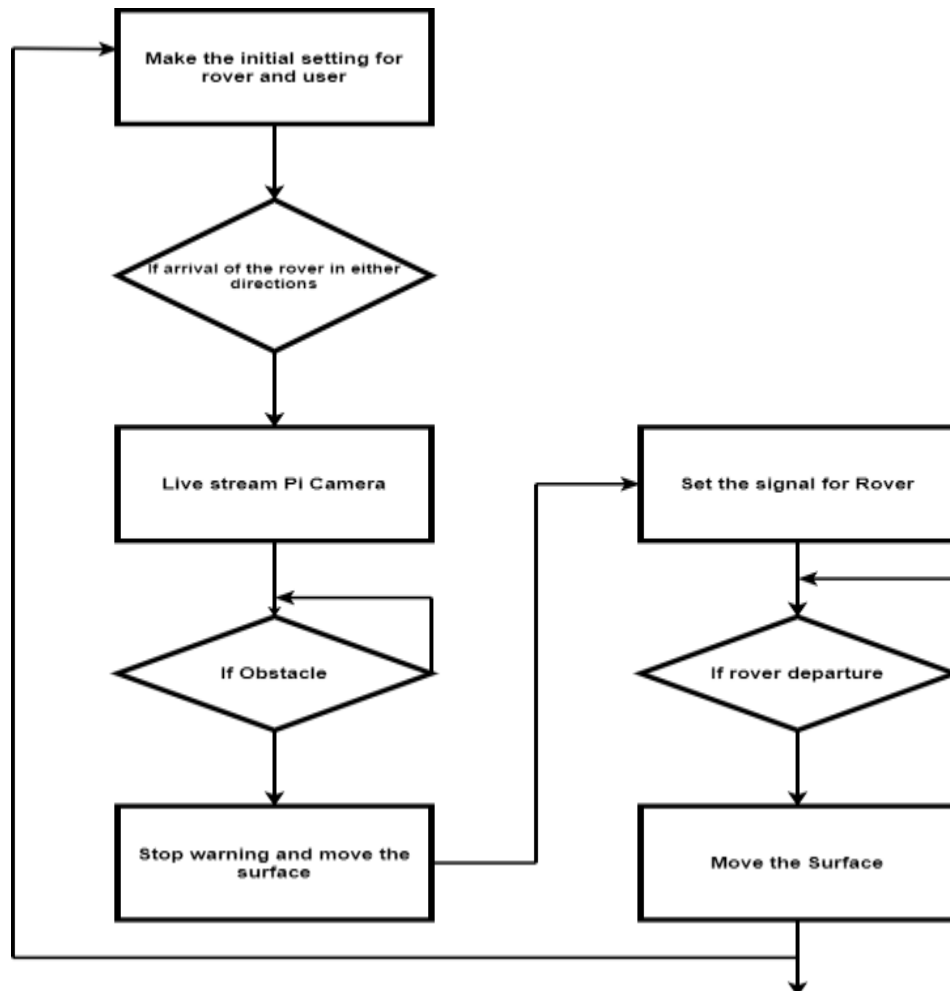 Make the initial setting for
rover and user
If arrival of the rover in either
directions
Live stream Pi Camera
If Obstacle
Stop warning and move the
surface
Set the signal for Rover
If rover departure
Move the Surface